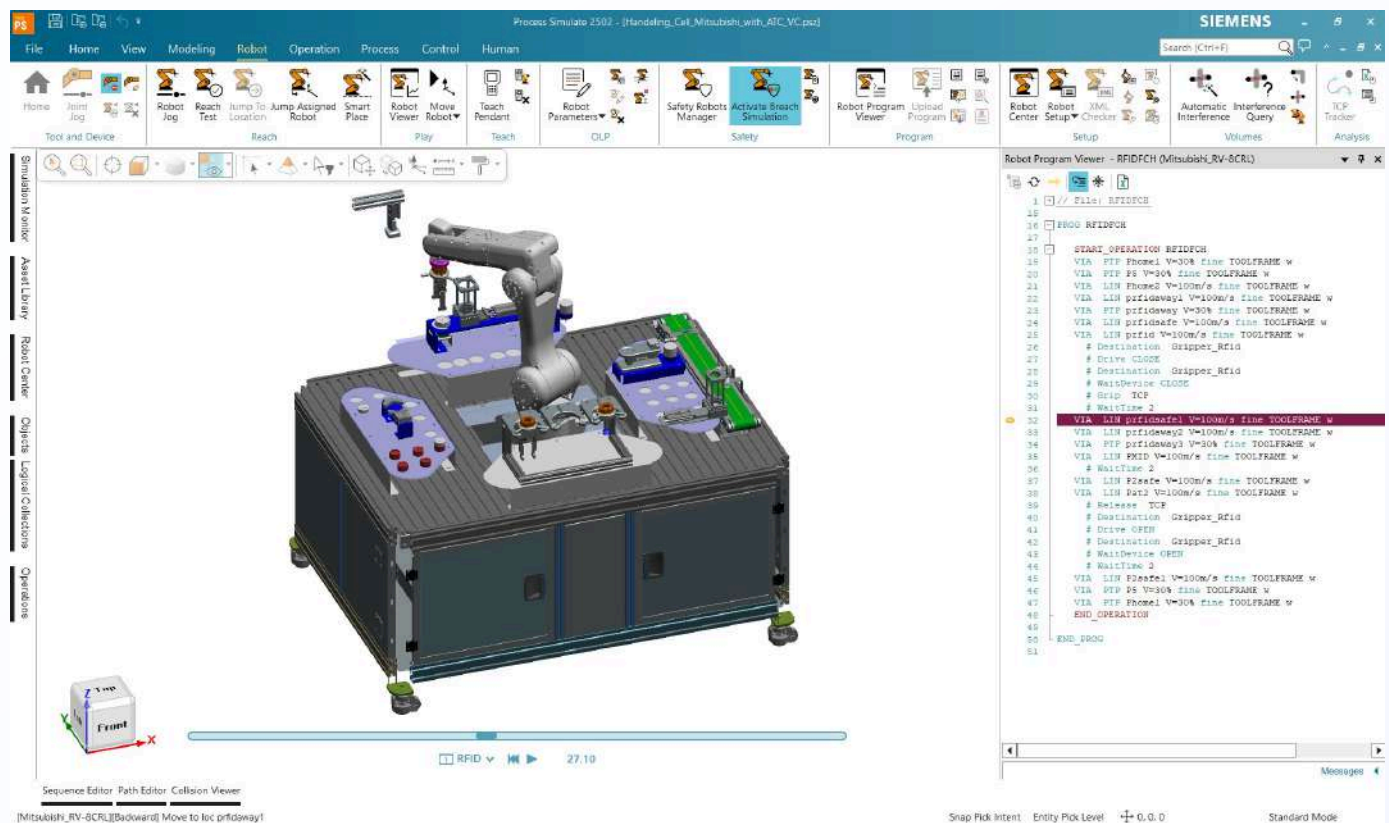 PS
Process Simulate 2502 - [Handeling_Cell_Mitsubishi_with_ATC_VC.psz]
SIEMENS
File Home View Modeling Robot Operation Process Control Human
Search (Ctrl+F)
Home
Joint Jog
Robot Jog
Reach Test
Jump To Location
Jump Assigned Robot
Smart Place
Robot Viewer
Move Robot
Teach Pendant
Robot Parameters
Safety Robots Manager
Activate Breach Simulation
Robot Program Viewer
Upload Program
Robot Center
Robot Setup
XML Checker
Automatic Interference
Interference Query
TCP Tracker
Tool and Device Reach Play Teach OLP Safety Program Setup Volumes Analysis
Simulation Monitor
Asset Library
Robot Center
Objects
Logical Collections
Operations
Robot Program Viewer - RFIDFCH (Mitsubishi_RV-8CRL)
1 // File: RFIDFCH
15
16 PROG RFIDFCH
17
18 START_OPERATION RFIDFCH
19 VIA PTP Phome1 V=30% fine TOOLFRAME w
20 VIA PTP P5 V=30% fine TOOLFRAME w
21 VIA LIN Phome2 V=100m/s fine TOOLFRAME w
22 VIA LIN prfidaway1 V=100m/s fine TOOLFRAME w
23 VIA PTP prfidaway V=30% fine TOOLFRAME w
24 VIA LIN prfidsafe V=100m/s fine TOOLFRAME w
25 VIA LIN prfid V=100m/s fine TOOLFRAME w
26 # Destination Gripper_Rfid
27 # Drive CLOSE
28 # Destination Gripper_Rfid
29 # WaitDevice CLOSE
30 # Grip TCP
31 # WaitTime 2
32 VIA LIN prfidsafe1 V=100m/s fine TOOLFRAME w
33 VIA LIN prfidaway2 V=100m/s fine TOOLFRAME w
34 VIA PTP prfidaway3 V=30% fine TOOLFRAME w
35 VIA LIN PMID V=100m/s fine TOOLFRAME w
36 # WaitTime 2
37 VIA LIN P2safe V=100m/s fine TOOLFRAME w
38 VIA LIN Pat2 V=100m/s fine TOOLFRAME w
39 # Release TCP
40 # Destination Gripper_Rfid
41 # Drive OPEN
42 # Destination Gripper_Rfid
43 # WaitDevice OPEN
44 # WaitTime 2
45 VIA LIN P2safe1 V=100m/s fine TOOLFRAME w
46 VIA PTP P5 V=30% fine TOOLFRAME w
47 VIA PTP Phome1 V=30% fine TOOLFRAME w
48 END_OPERATION
49
50 END_PROG
51
Z Top
Y
Front
X
RFID 27.10
Messages
Sequence Editor Path Editor Collision Viewer
[Mitsubishi_RV-8CRL][Backward] Move to loc prfidaway1
Snap Pick Intent Entity Pick Level 0, 0, 0 Standard Mode